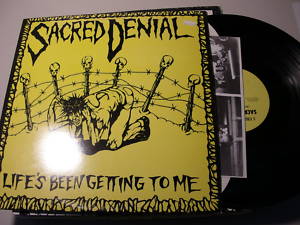 SACRED DENIAL
LIFE'S BEEN GETTING TO ME